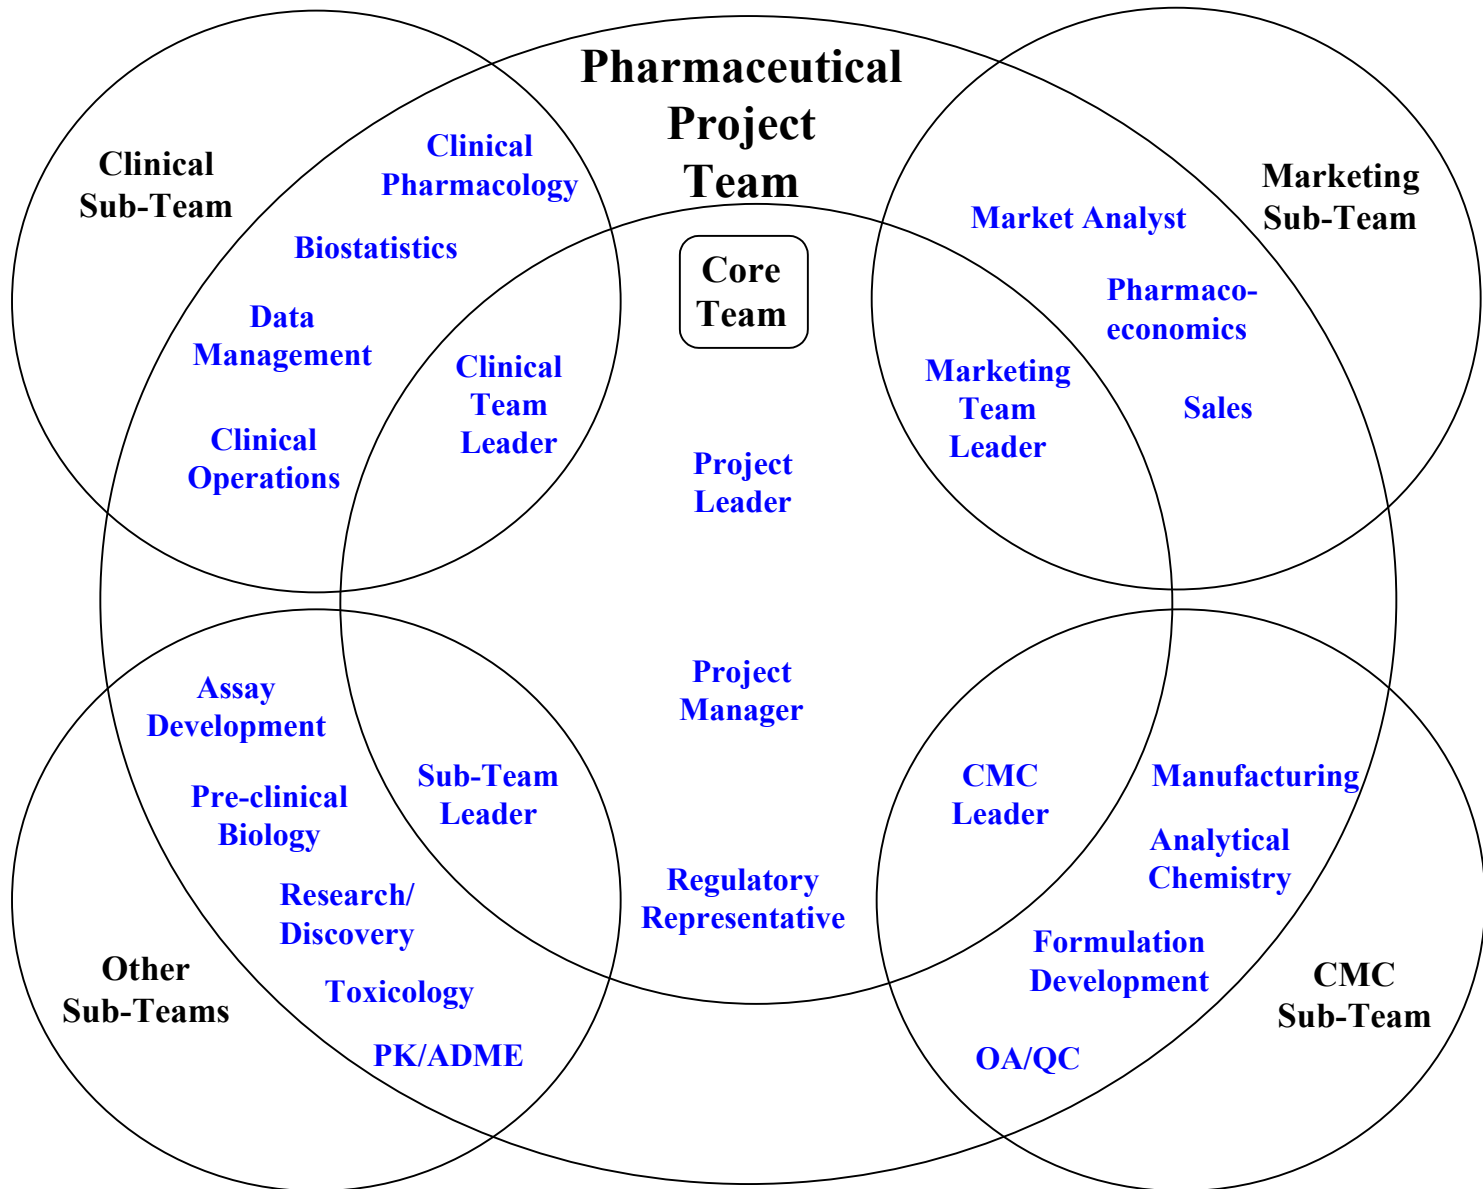 Pharmaceutical
Project
Team
Clinical
Sub-Team
Clinical
Pharmacology
Biostatistics
Data
Management
Clinical
Operations
Clinical
Team
Leader
Core
Team
Project
Leader
Project
Manager
Regulatory
Representative
Marketing
Sub-Team
Market Analyst
Pharmaco-
economics
Sales
Marketing
Team
Leader
Assay
Development
Pre-clinical
Biology
Research/
Discovery
Toxicology
PK/ADME
Sub-Team
Leader
Other
Sub-Teams
CMC
Leader
Manufacturing
Analytical
Chemistry
Formulation
Development
OA/QC
CMC
Sub-Team